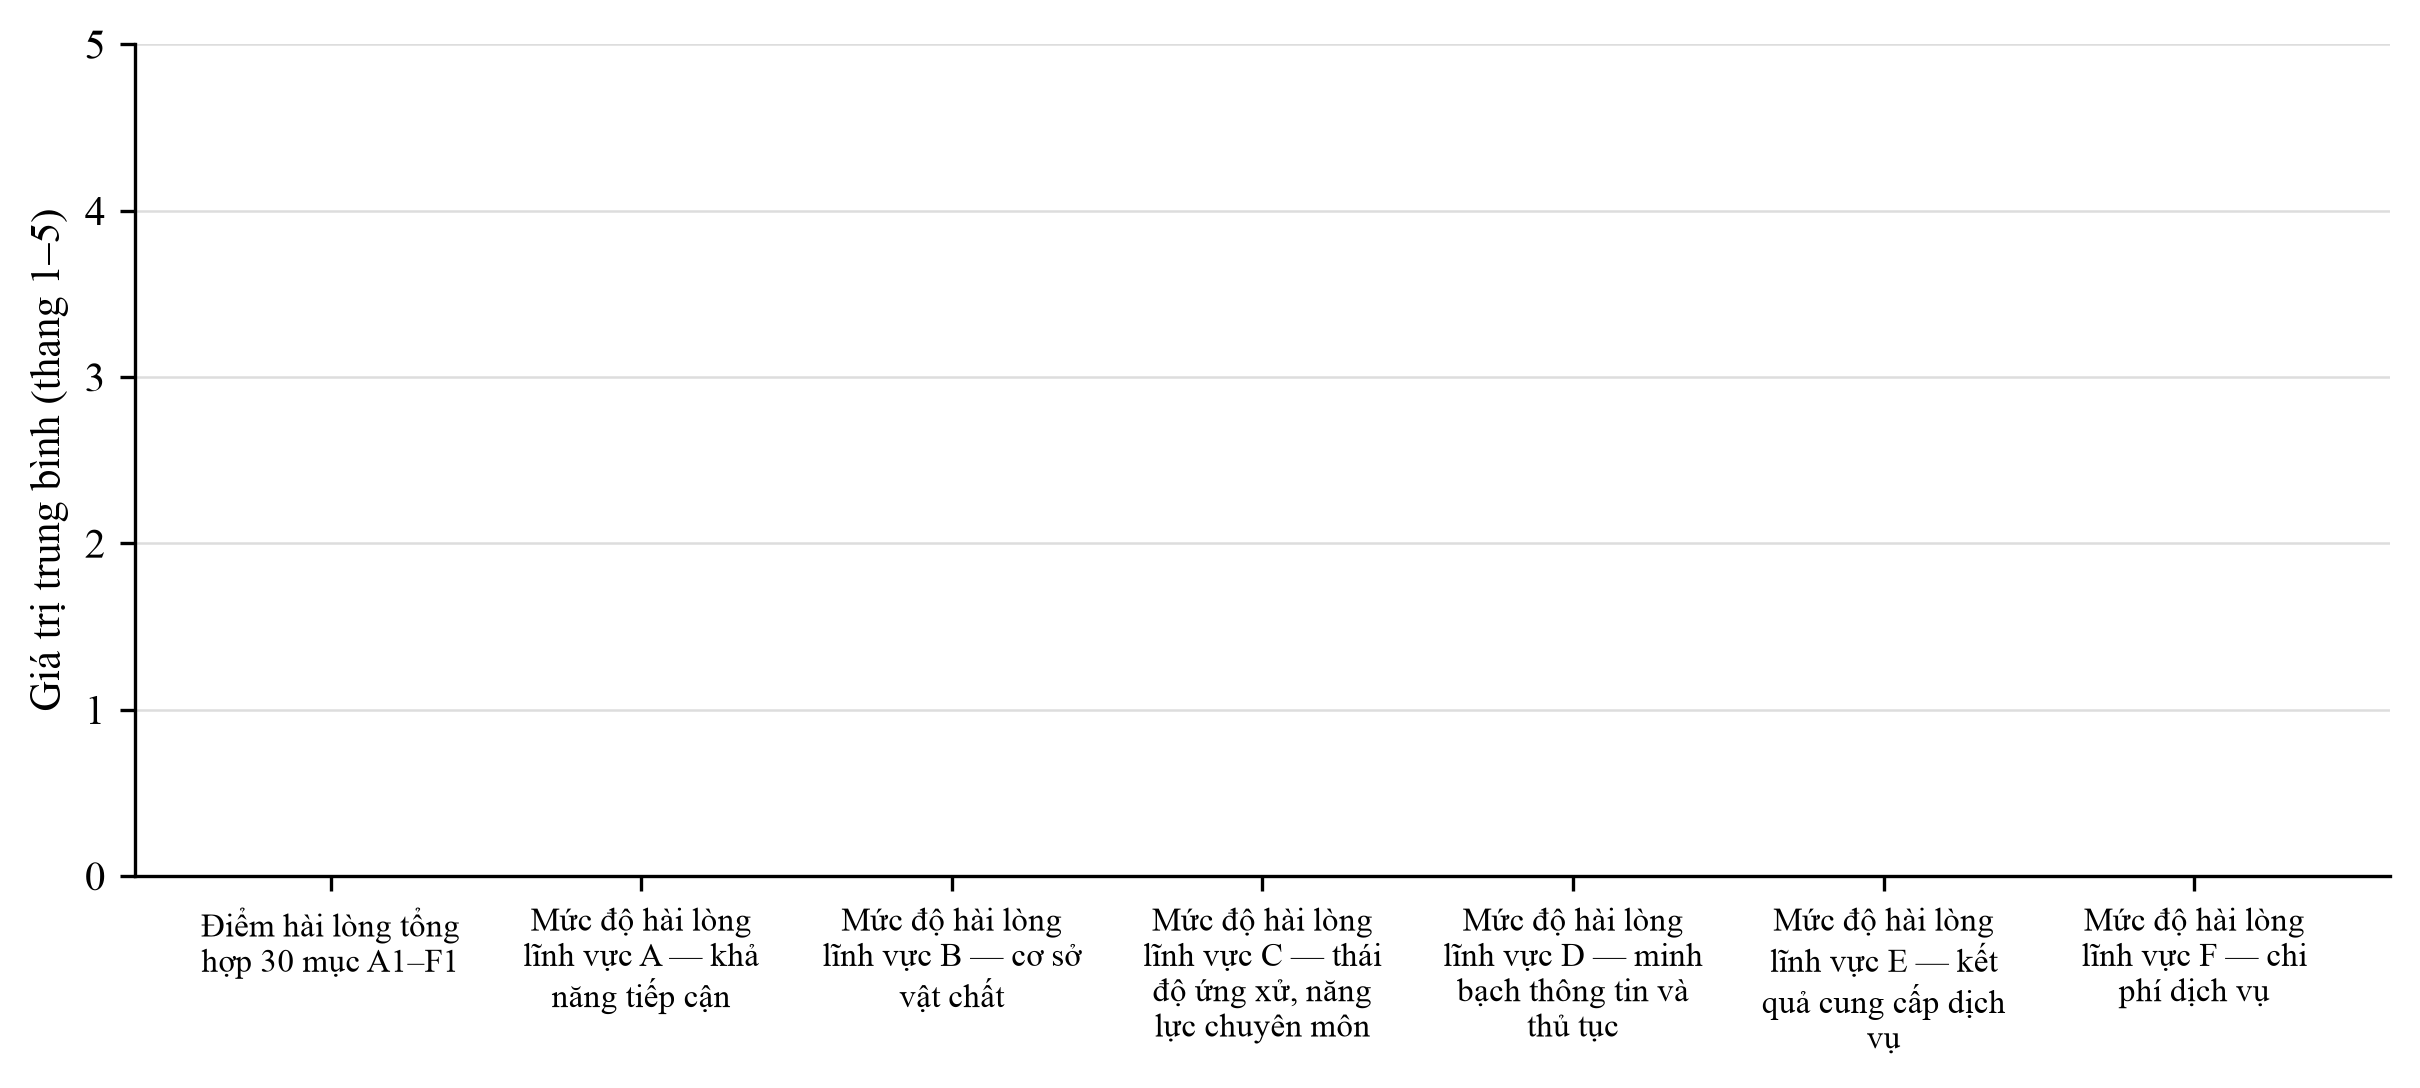 Giá trị trung bình (thang 1–5)
5
4
3
2
1
0
Điểm hài lòng tổng
hợp 30 mục A1–F1
Mức độ hài lòng
lĩnh vực A — khả
năng tiếp cận
Mức độ hài lòng
lĩnh vực B — cơ sở
vật chất
Mức độ hài lòng
lĩnh vực C — thái
độ ứng xử, năng
lực chuyên môn
Mức độ hài lòng
lĩnh vực D — minh
bạch thông tin và
thủ tục
Mức độ hài lòng
lĩnh vực E — kết
quả cung cấp dịch
vụ
Mức độ hài lòng
lĩnh vực F — chi
phí dịch vụ